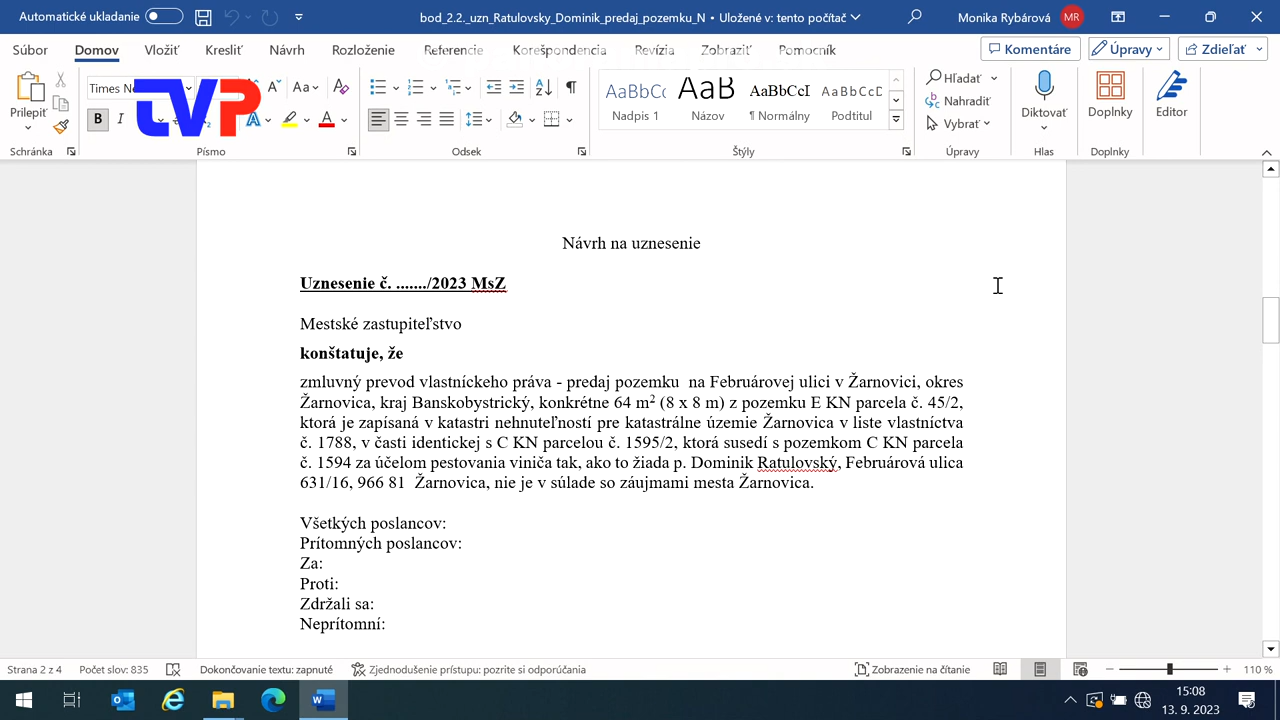 Automatické ukladanie
bod_2.2._uzn_Ratulovsky_Dominik_predaj_pozemku_N • Uložené v: tento počítač
Monika Rybárová MR
Súbor Domov Vložiť Kresliť Návrh Rozloženie Referencie Korešpondencia Revízia Zobraziť Pomocník
Komentáre Úpravy Zdieľať
Prilepiť
Schránka
Times N
TVP
B I
Písmo
Odsek
AaBbCc AaB AaBbCcI AaBbCcD
Nadpis 1 Názov ¶ Normálny Podtitul
Štýly
Hľadať
Nahradiť
Vybrať
Úpravy
Diktovať
Hlas
Doplnky
Doplnky
Editor
Návrh na uznesenie
Uznesenie č. ......./2023 MsZ
Mestské zastupiteľstvo
konštatuje, že
zmluvný prevod vlastníckeho práva - predaj pozemku na Februárovej ulici v Žarnovici, okres
Žarnovica, kraj Banskobystrický, konkrétne 64 m² (8 x 8 m) z pozemku E KN parcela č. 45/2,
ktorá je zapísaná v katastri nehnuteľností pre katastrálne územie Žarnovica v liste vlastníctva
č. 1788, v časti identickej s C KN parcelou č. 1595/2, ktorá susedí s pozemkom C KN parcela
č. 1594 za účelom pestovania viniča tak, ako to žiada p. Dominik Ratulovský, Februárová ulica
631/16, 966 81 Žarnovica, nie je v súlade so záujmami mesta Žarnovica.
Všetkých poslancov:
Prítomných poslancov:
Za:
Proti:
Zdržali sa:
Neprítomní:
Strana 2 z 4 Počet slov: 835 Dokončovanie textu: zapnuté Zjednodušenie prístupu: pozrite si odporúčania Zobrazenie na čítanie 110 %
15:08
13. 9. 2023